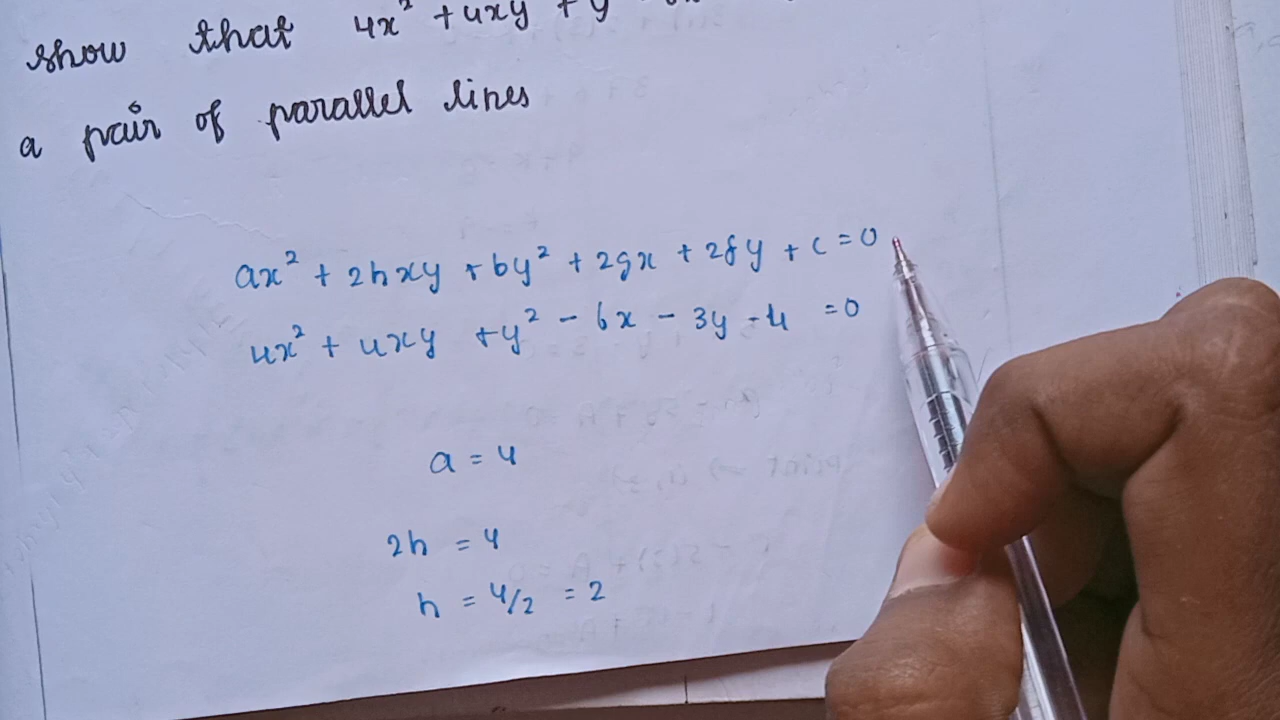 show that 4x² + 4xy + y
a pair of parallel lines
ax² + 2hxy + by² + 2gx + 2fy + c = 0
4x² + 4xy + y² - 6x - 3y - 4 = 0
a = 4
2h = 4
h = 4/2 = 2